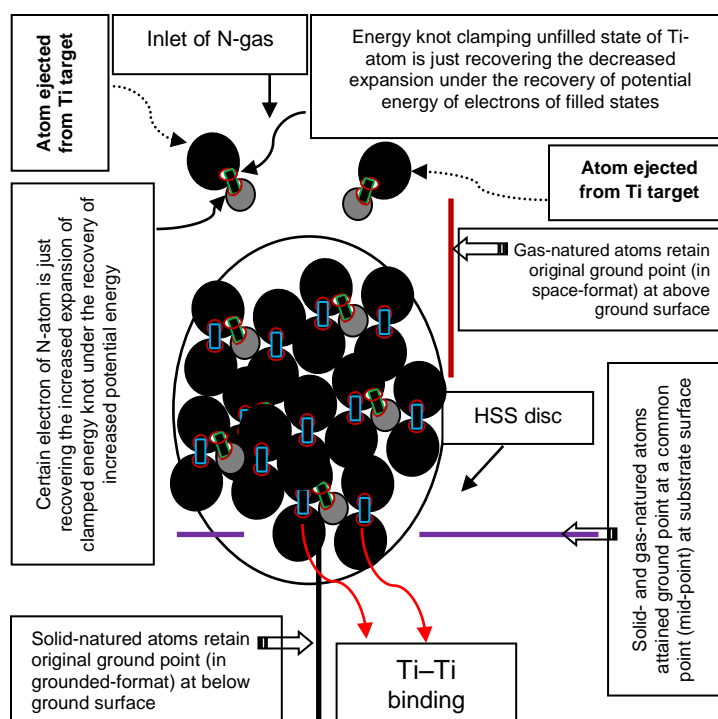 Atom ejected
from Ti target
Inlet of N-gas
Energy knot clamping unfilled state of Ti-
atom is just recovering the decreased
expansion under the recovery of potential
energy of electrons of filled states
Atom ejected
from Ti target
Certain electron of N-atom is just
recovering the increased expansion of
clamped energy knot under the recovery of
increased potential energy
Gas-natured atoms retain
original ground point (in
space-format) at above
ground surface
HSS disc
Solid- and gas-natured atoms
attained ground point at a common
point (mid-point) at substrate surface
Solid-natured atoms retain
original ground point (in
grounded-format) at below
ground surface
Ti–Ti
binding